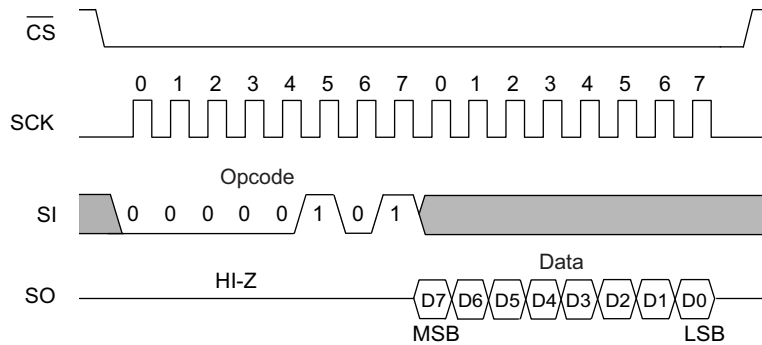 CS
0 1 2 3 4 5 6 7 0 1 2 3 4 5 6 7
SCK
Opcode
SI 0 0 0 0 0 1 0 1
Data
HI-Z
SO D7 D6 D5 D4 D3 D2 D1 D0
MSB LSB